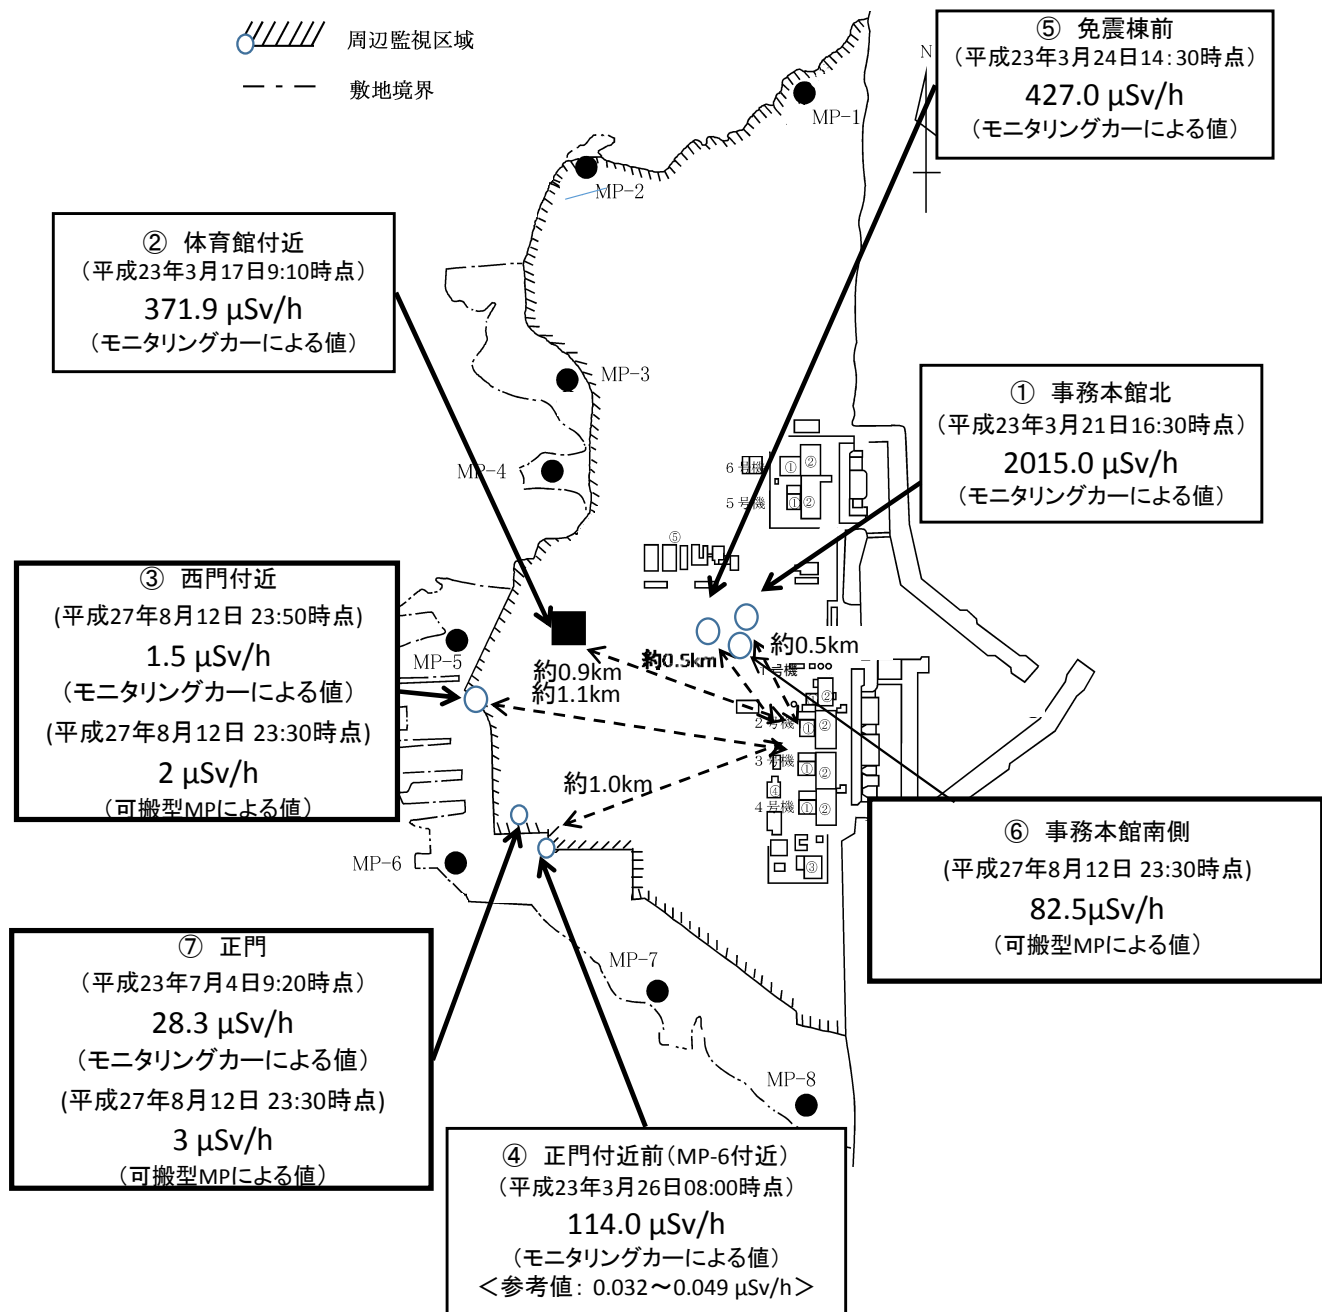 周辺監視区域
敷地境界
⑤ 免震棟前
（平成23年3月24日14：30時点）
427.0 µSv/h
（モニタリングカーによる値）
N
MP-1
MP-2
② 体育館付近
（平成23年3月17日9:10時点）
371.9 µSv/h
（モニタリングカーによる値）
MP-3
① 事務本館北
（平成23年3月21日16:30時点）
2015.0 µSv/h
（モニタリングカーによる値）
MP-4
6号機
① ②
5号機
① ②
⑤
③ 西門付近
(平成27年8月12日 23:50時点)
1.5 µSv/h
（モニタリングカーによる値）
(平成27年8月12日 23:30時点)
2 µSv/h
（可搬型MPによる値）
MP-5
約0.9km
約1.1km
約0.5km
約0.5km
1号機
②
2号機
① ②
3号機
① ②
④
4号機
① ②
③
約1.0km
MP-6
⑥ 事務本館南側
(平成27年8月12日 23:30時点)
82.5µSv/h
（可搬型MPによる値）
⑦ 正門
（平成23年7月4日9:20時点）
28.3 µSv/h
（モニタリングカーによる値）
(平成27年8月12日 23:30時点)
3 µSv/h
（可搬型MPによる値）
MP-7
MP-8
④ 正門付近前（MP-6付近）
（平成23年3月26日08:00時点）
114.0 µSv/h
（モニタリングカーによる値）
＜参考値：0.032～0.049 µSv/h＞